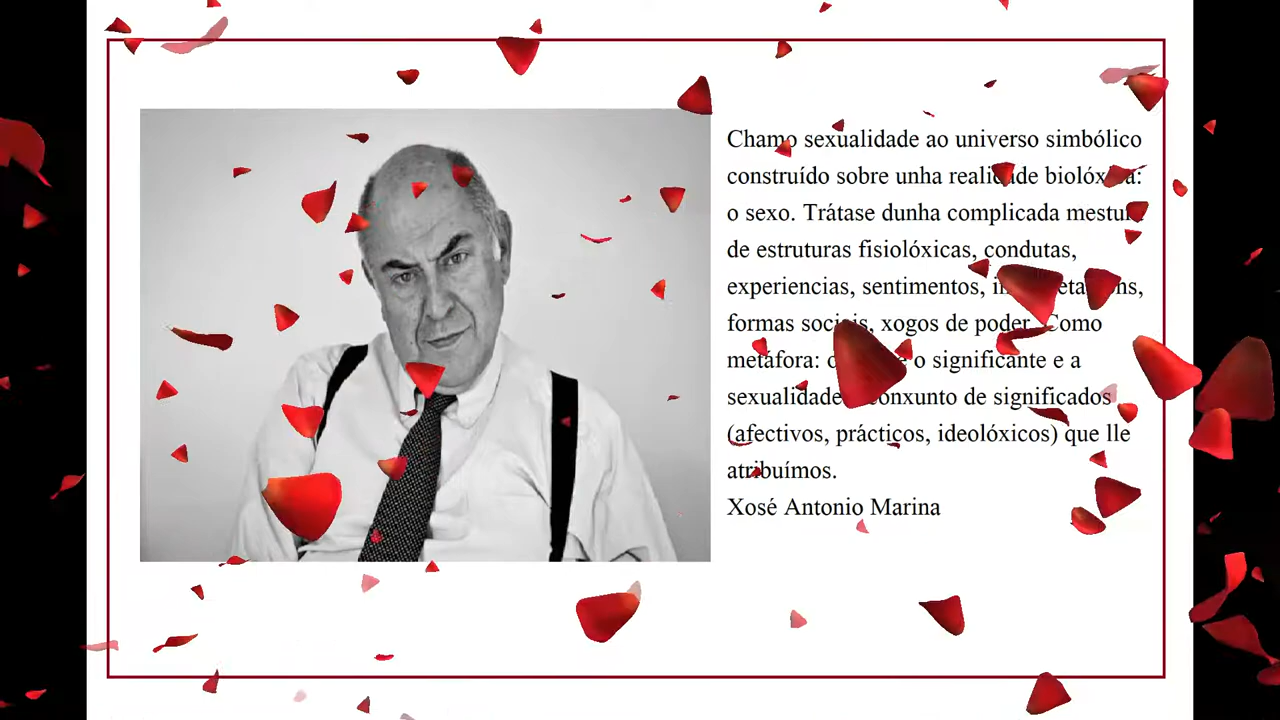 Chamo sexualidade ao universo simbólico
construído sobre unha realidade biolóxica:
o sexo. Trátase dunha complicada mestura
de estruturas fisiolóxicas, condutas,
experiencias, sentimentos,
formas sociais, xogos de poder. Como
metáfora: o significante e a
sexualidade conxunto de significados
(afectivos, prácticos, ideolóxicos) que lle
atribuímos.
Xosé Antonio Marina